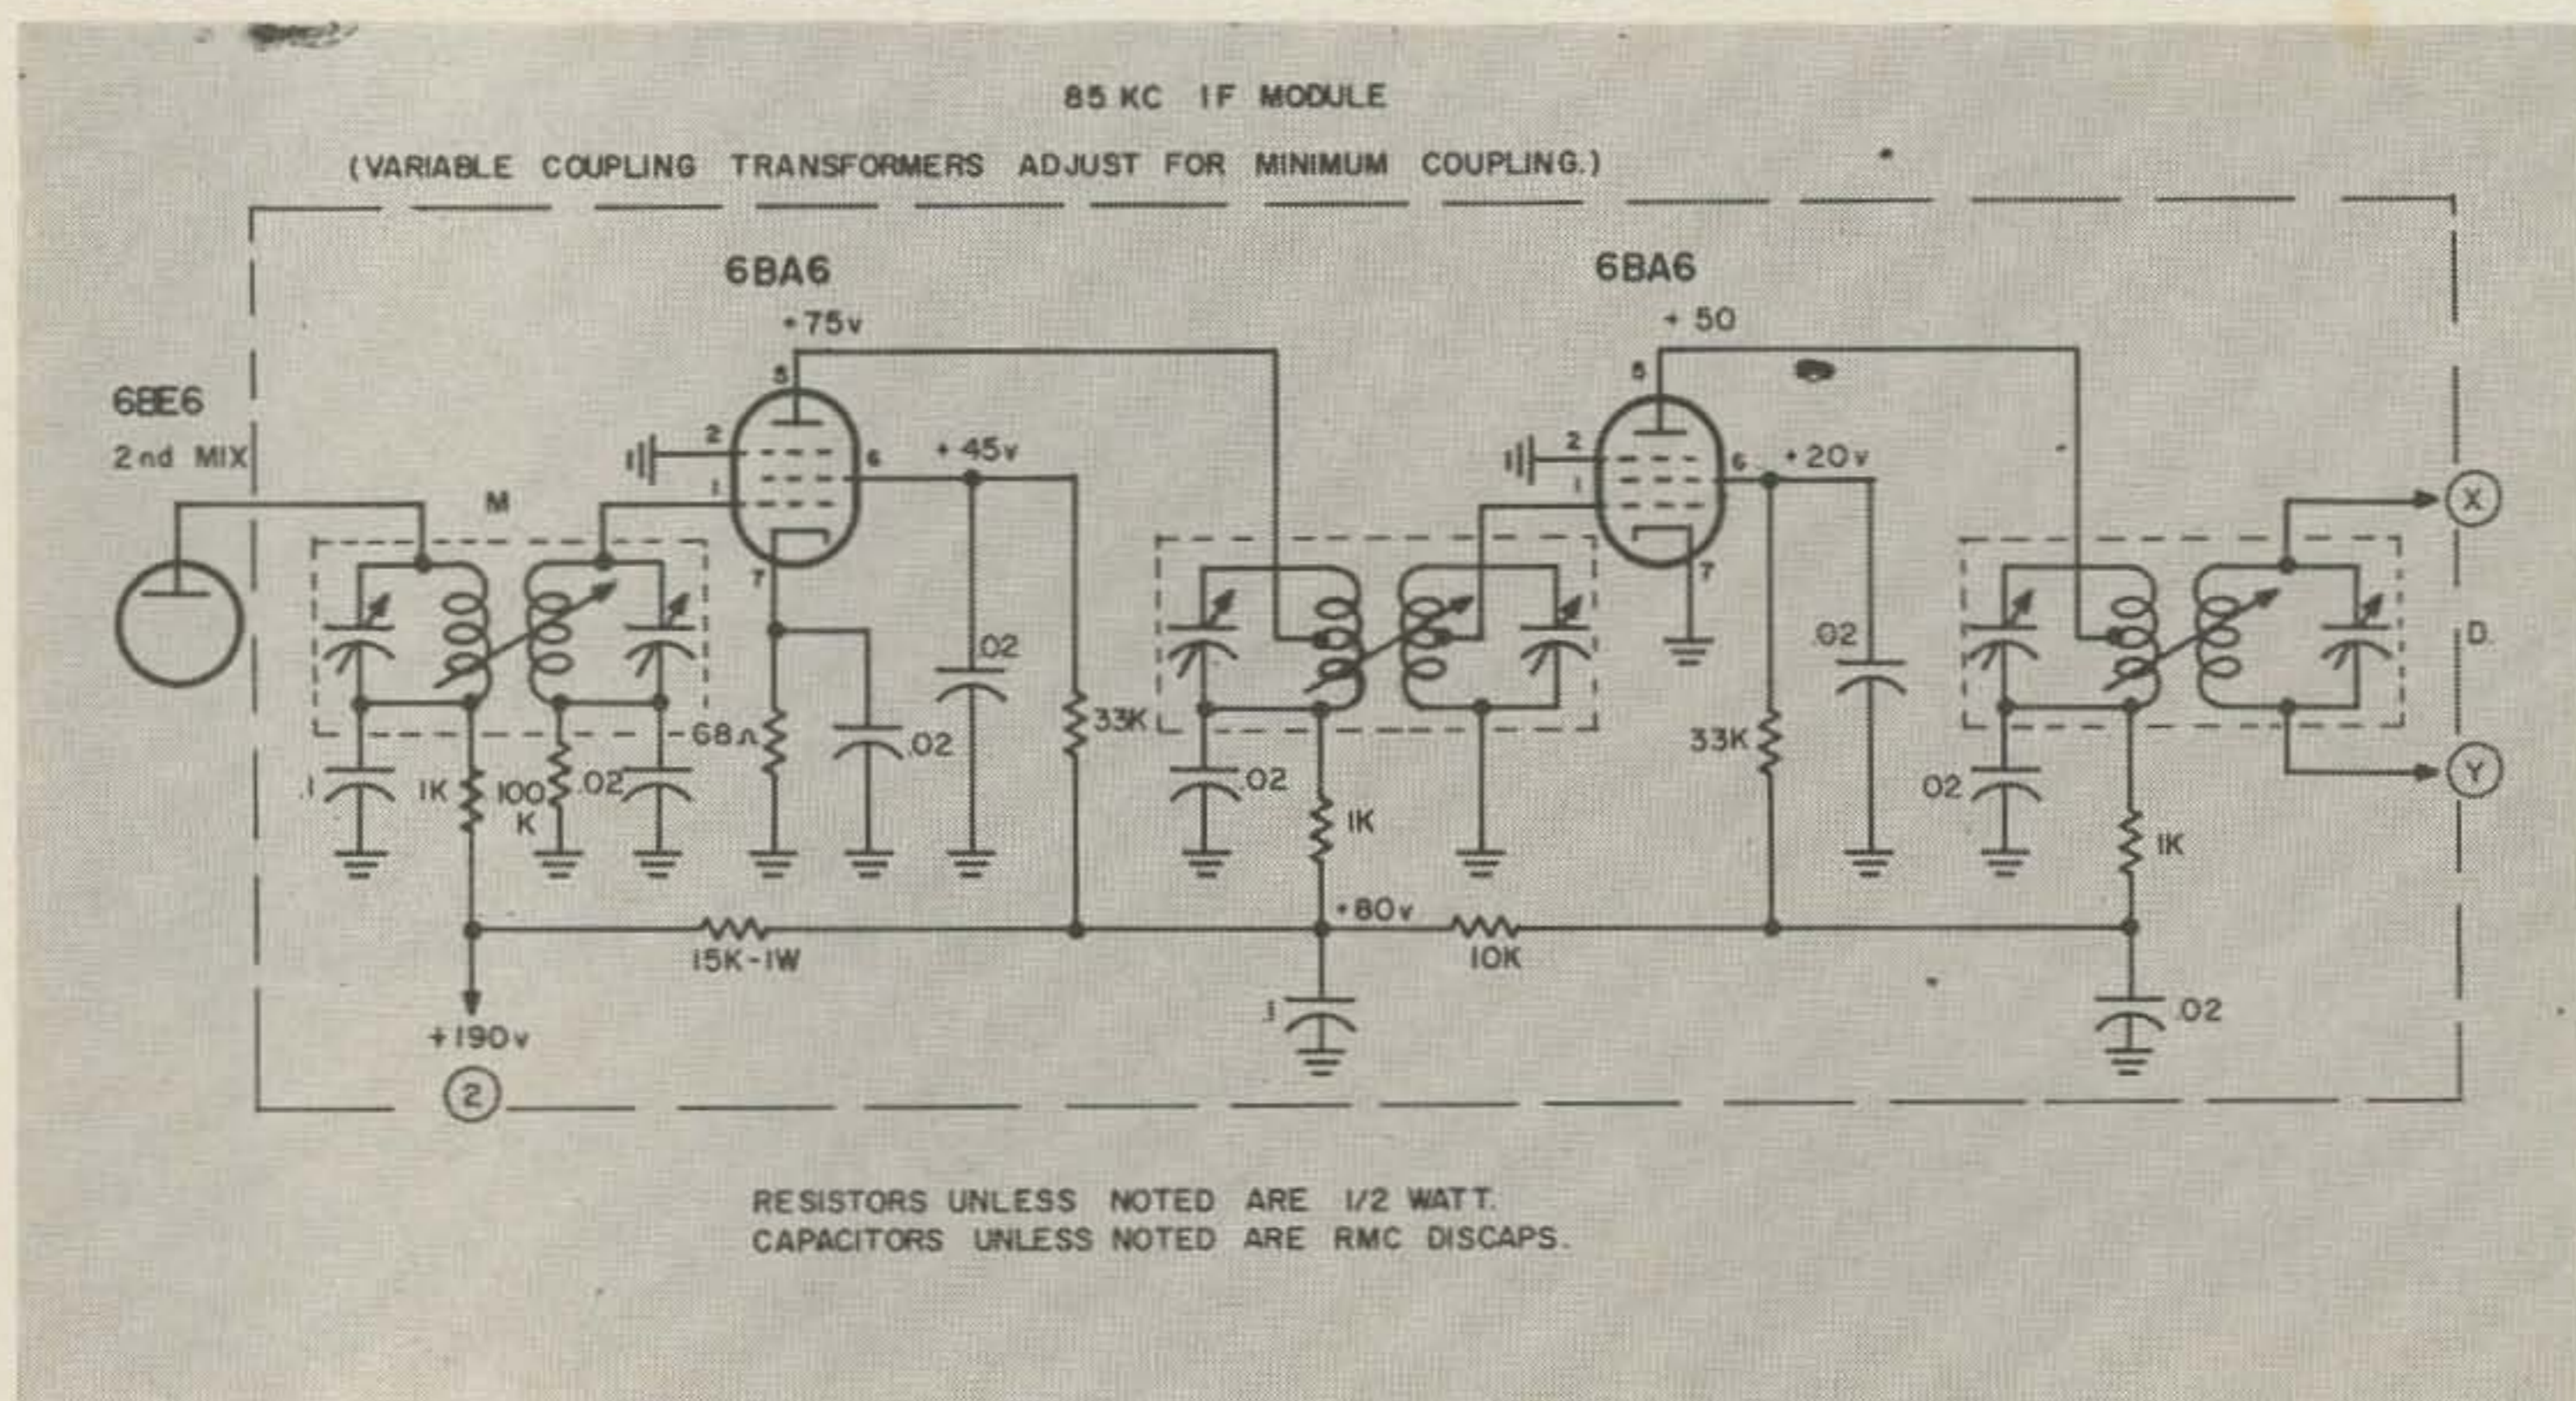 85 KC IF MODULE
(VARIABLE COUPLING TRANSFORMERS ADJUST FOR MINIMUM COUPLING.)
6BA6
6BA6
+75v
+ 50
5
5
6BE6
2nd MIX
2
6
+45v
2
6
+20v
1
1
M
X
7
7
.02
.02
D.
68Ω
.02
33K
33K
Y
.1
1K
100
K
.02
.02
1K
.02
1K
+80v
15K-1W
10K
.1
.02
+190v
2
RESISTORS UNLESS NOTED ARE 1/2 WATT.
CAPACITORS UNLESS NOTED ARE RMC DISCAPS.